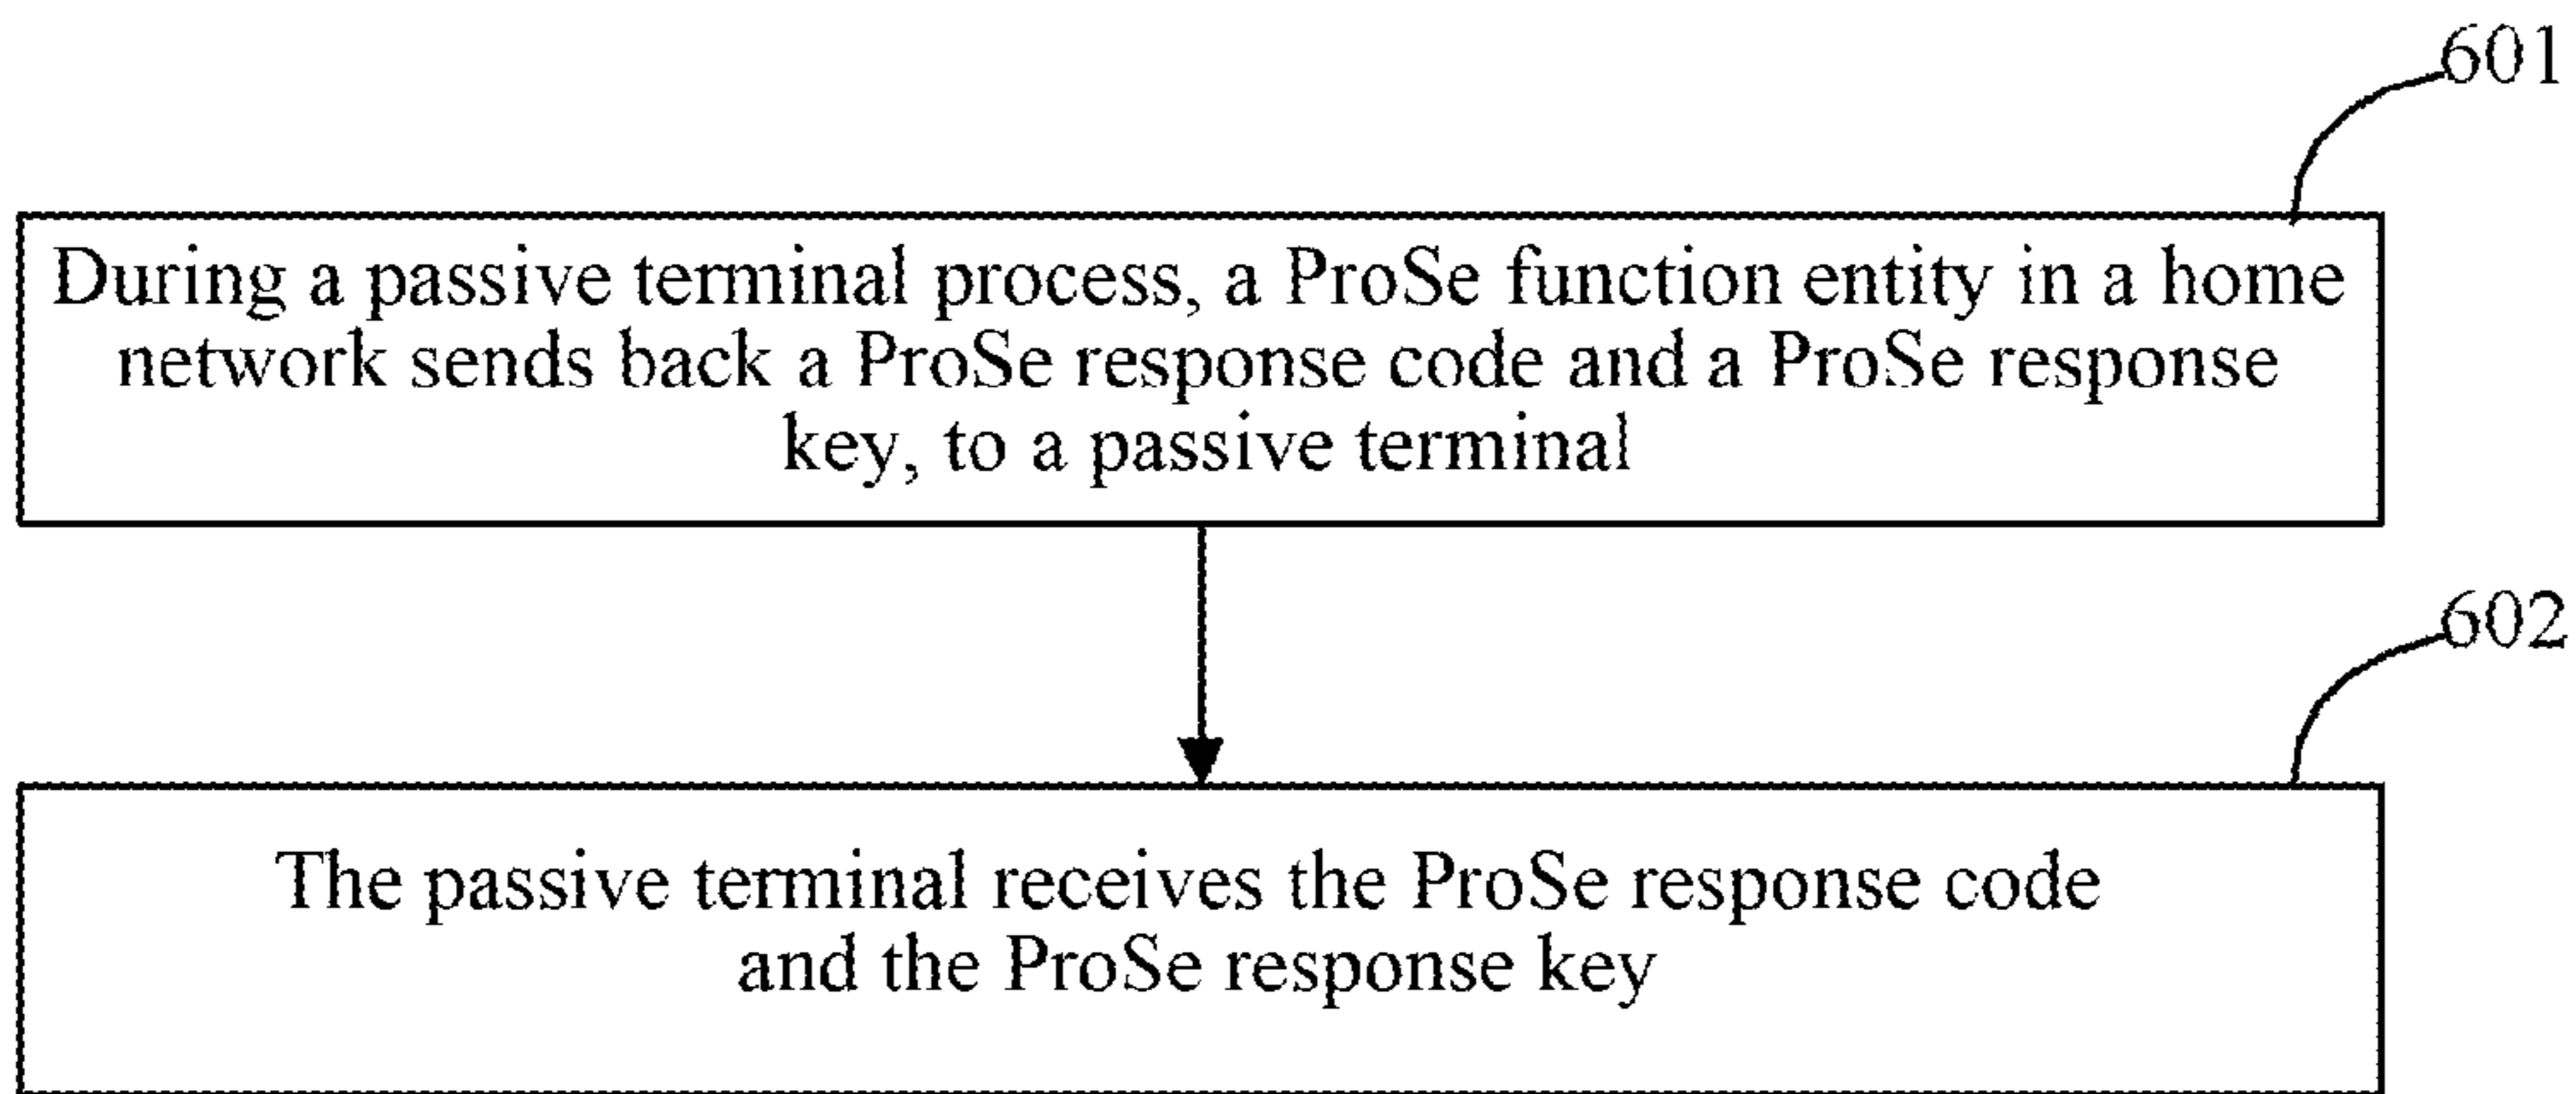 601
During a passive terminal process, a ProSe function entity in a home
network sends back a ProSe response code and a ProSe response
key, to a passive terminal
602
The passive terminal receives the ProSe response code
and the ProSe response key